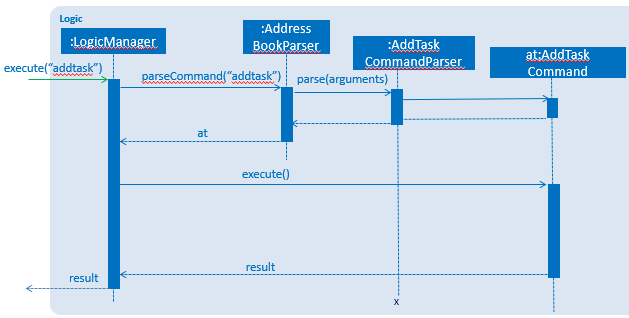 Logic
:LogicManager
:Address
BookParser
:AddTask
CommandParser
at:AddTask
Command
execute(“addtask”)
parseCommand(“addtask”)
parse(arguments)
at
execute()
result
result
x